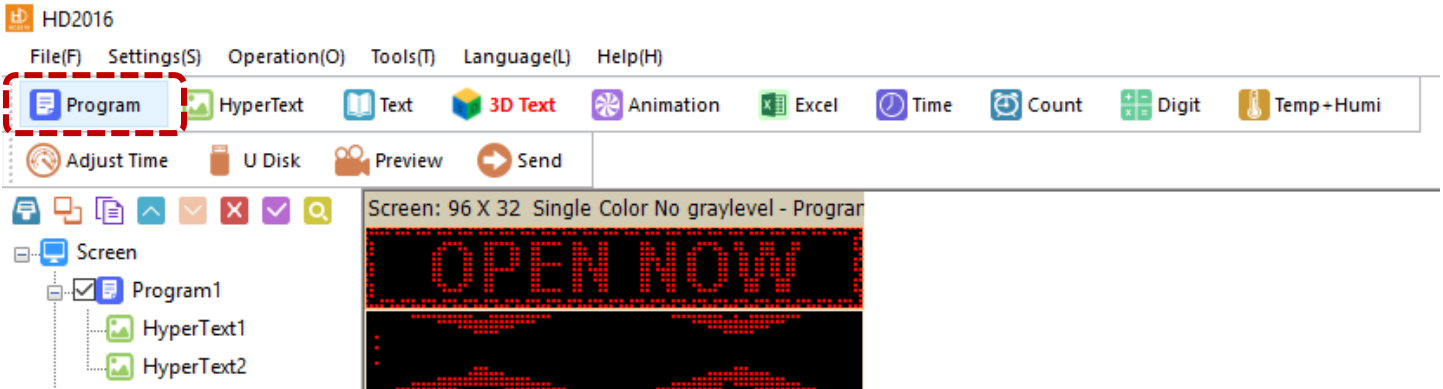 HD2016
File(F) Settings(S) Operation(O) Tools(T) Language(L) Help(H)
Program HyperText Text 3D Text Animation Excel Time Count Digit Temp+Humi
Adjust Time U Disk Preview Send
Screen: 96 X 32 Single Color No graylevel - Program
Screen
OPEN NOW
Program1
HyperText1
HyperText2